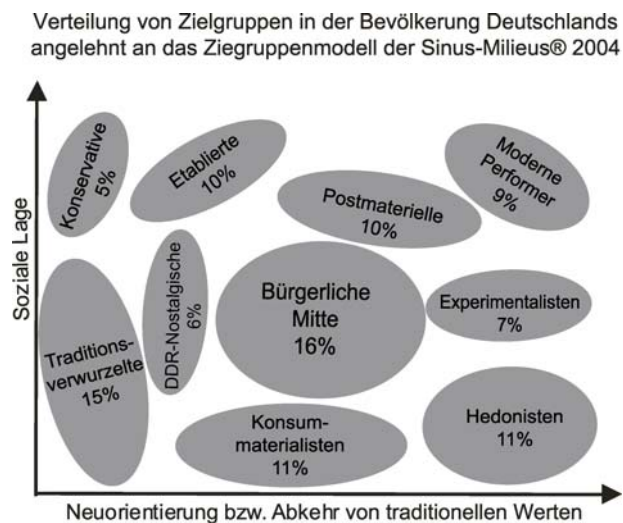 Verteilung von Zielgruppen in der Bevölkerung Deutschlands
angelehnt an das Ziegruppenmodell der Sinus-Milieus® 2004
Soziale Lage
Konservative
5%
Etablierte
10%
Postmaterielle
10%
Moderne
Performer
9%
Traditions-
verwurzelte
15%
DDR-Nostalgische
6%
Bürgerliche
Mitte
16%
Experimentalisten
7%
Konsum-
materialisten
11%
Hedonisten
11%
Neuorientierung bzw. Abkehr von traditionellen Werten